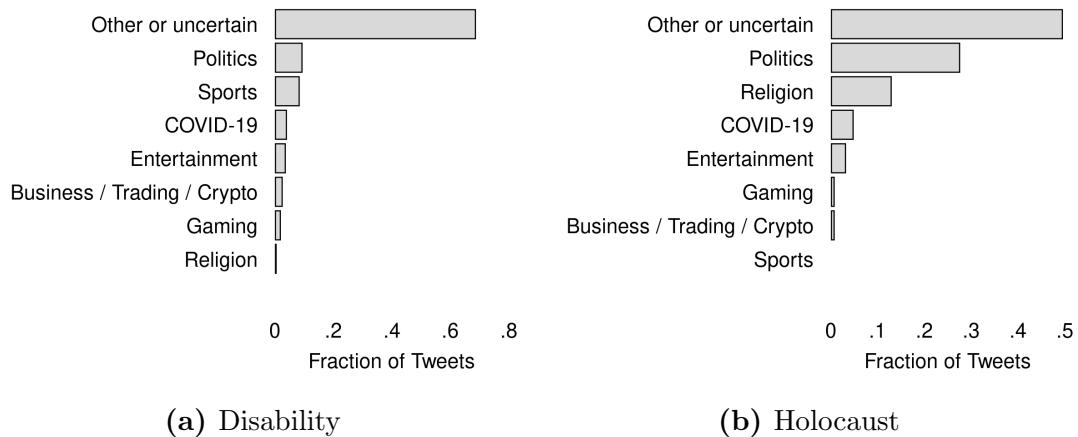 Other or uncertain
Politics
Sports
COVID-19
Entertainment
Business / Trading / Crypto
Gaming
Religion
0 .2 .4 .6 .8
Fraction of Tweets
(a) Disability
Other or uncertain
Politics
Religion
COVID-19
Entertainment
Gaming
Business / Trading / Crypto
Sports
0 .1 .2 .3 .4 .5
Fraction of Tweets
(b) Holocaust